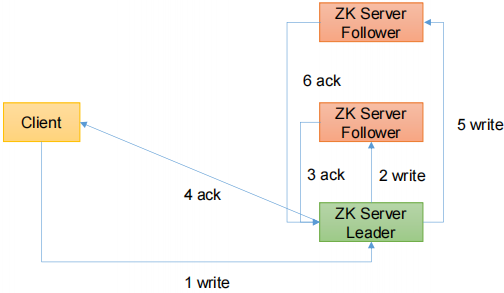 ZK Server
Follower
6 ack
Client
ZK Server
Follower
5 write
3 ack
2 write
4 ack
ZK Server
Leader
1 write